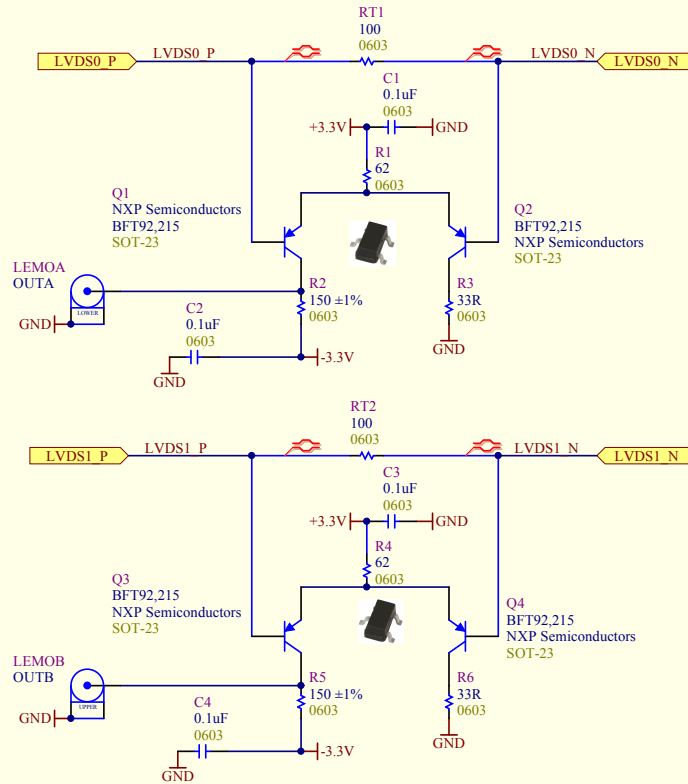 RT1
100
0603
LVDS0_P
LVDS0_P
LVDS0_N
LVDS0_N
C1
0.1uF
0603
+3.3V
GND
R1
62
0603
Q1
NXP Semiconductors
BFT92,215
SOT-23
Q2
BFT92,215
NXP Semiconductors
SOT-23
LEMOA
OUTA
LOWER
GND
R2
150 ±1%
0603
R3
33R
0603
C2
0.1uF
0603
GND
-3.3V
GND
RT2
100
0603
LVDS1_P
LVDS1_P
LVDS1_N
LVDS1_N
C3
0.1uF
0603
+3.3V
GND
R4
62
0603
Q3
BFT92,215
NXP Semiconductors
SOT-23
Q4
BFT92,215
NXP Semiconductors
SOT-23
LEMOB
OUTB
UPPER
GND
R5
150 ±1%
0603
R6
33R
0603
C4
0.1uF
0603
GND
-3.3V
GND